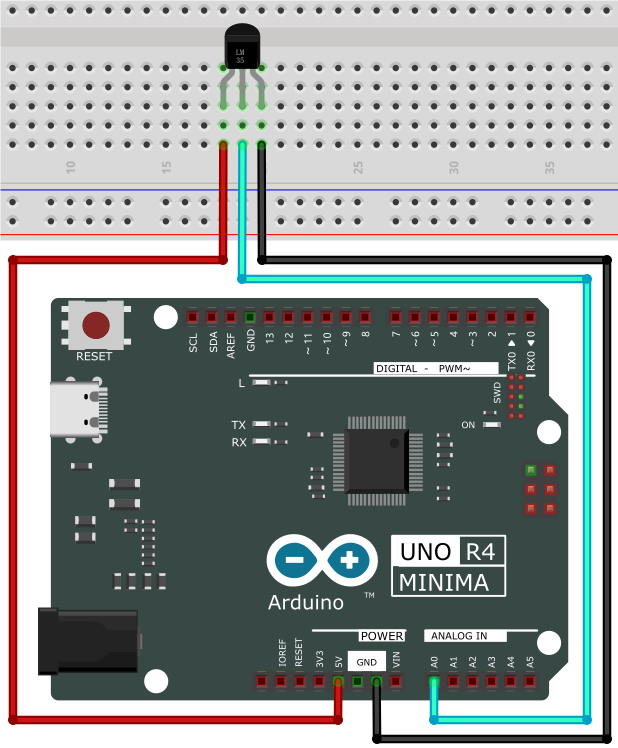 LM
35
10
15
25
30
35
RESET
SCL
SDA
AREF
GND
13
12
~11
~10
~9
8
7
~6
~5
4
~3
2
TX0 ▶ 1
RX0 ◀ 0
DIGITAL - PWM~
L
SWD
TX
RX
ON
UNO R4
MINIMA
Arduino
TM
POWER
ANALOG IN
IOREF
RESET
3V3
5V
GND
VIN
A0
A1
A2
A3
A4
A5